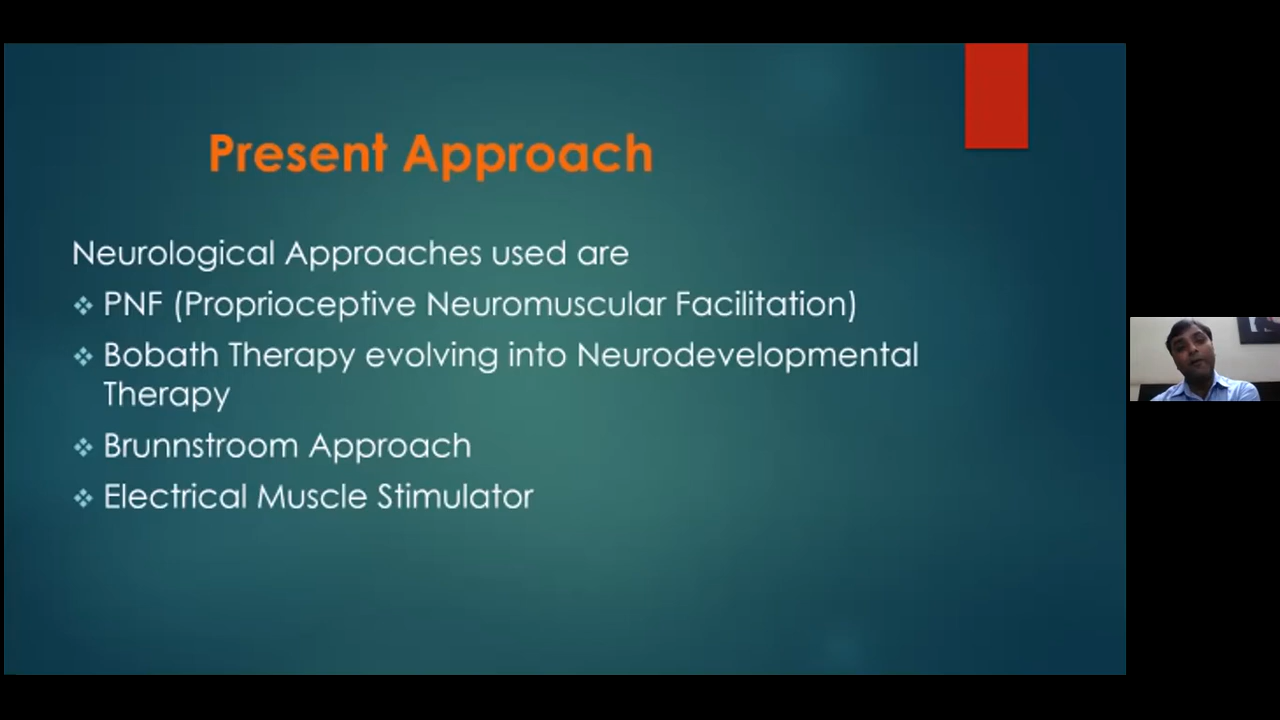 Present Approach
Neurological Approaches used are
PNF (Proprioceptive Neuromuscular Facilitation)
Bobath Therapy evolving into Neurodevelopmental
Therapy
Brunnstroom Approach
Electrical Muscle Stimulator